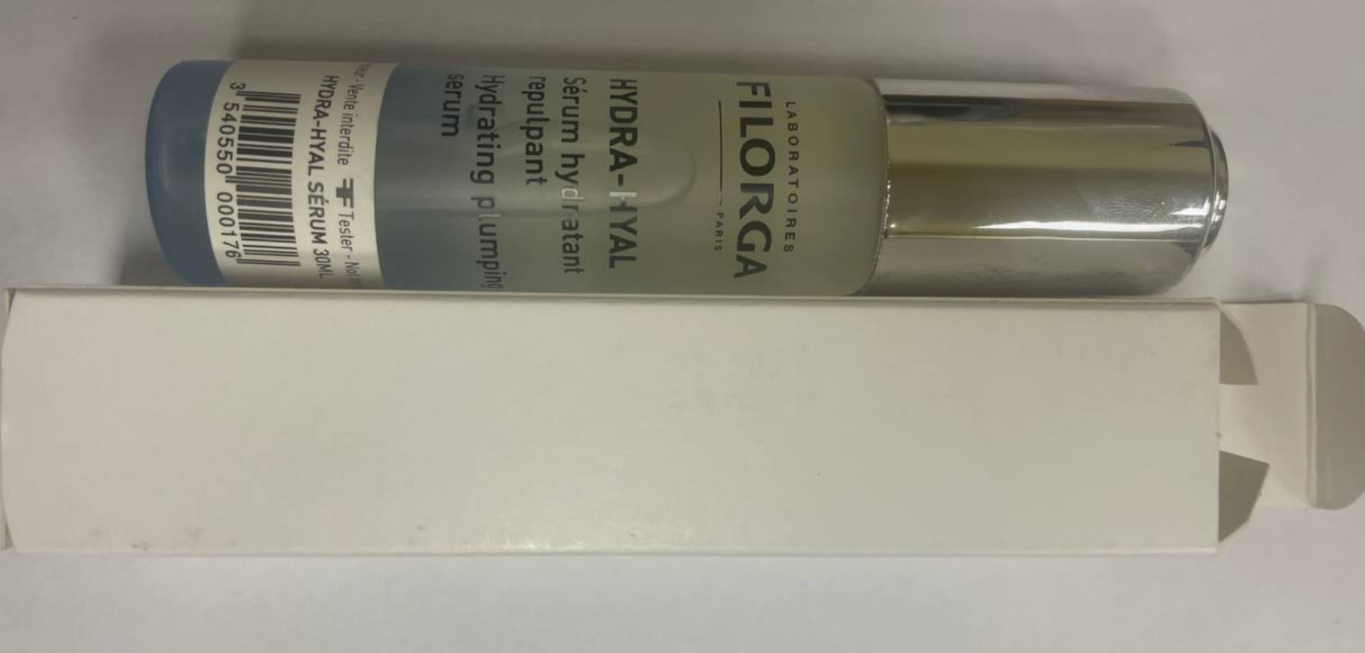 LABORATOIRES
FILORGA
PARIS
HYDRA-HYAL
Sérum hydratant
repulpant
Hydrating plumping
serum
- Vente interdite Tester -
HYDRA-HYAL SÉRUM 30ML
3 540550 000176